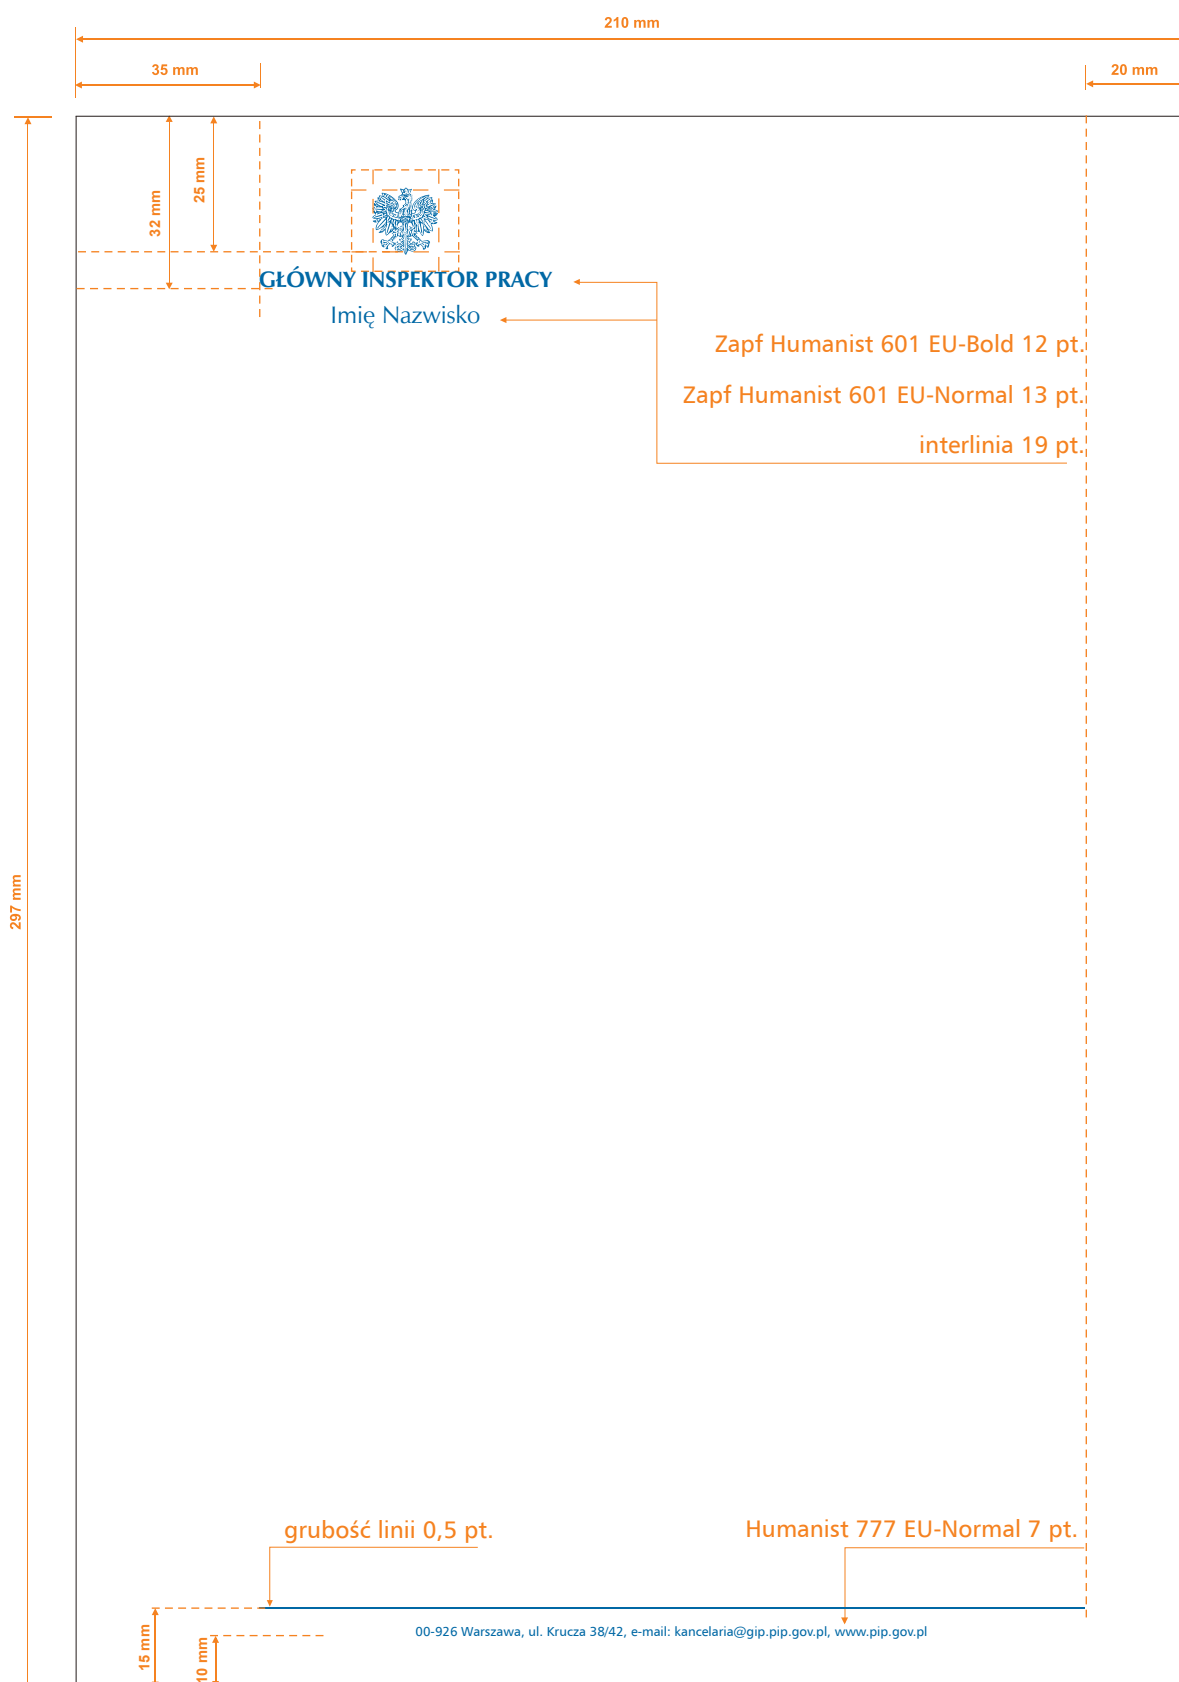 210 mm
35 mm
20 mm
25 mm
32 mm
GŁÓWNY INSPEKTOR PRACY
Imię Nazwisko
Zapf Humanist 601 EU-Bold 12 pt.
Zapf Humanist 601 EU-Normal 13 pt.
interlinia 19 pt.
297 mm
grubość linii 0,5 pt.
Humanist 777 EU-Normal 7 pt.
00-926 Warszawa, ul. Krucza 38/42, e-mail: kancelaria@gip.pip.gov.pl, www.pip.gov.pl
15 mm
10 mm